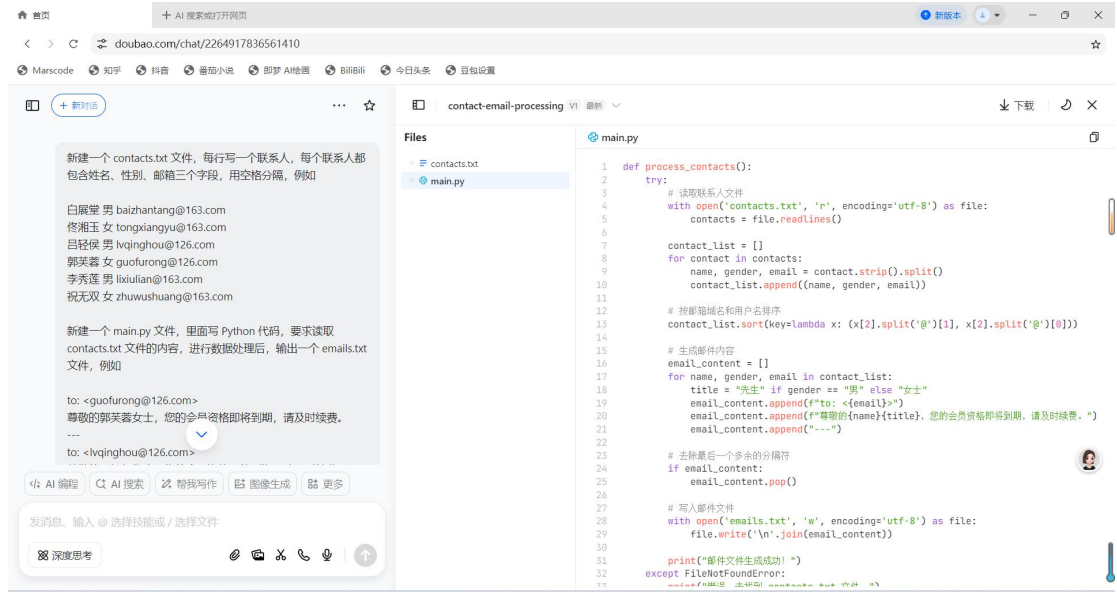 首页
AI 搜索或打开网页
新版本
doubao.com/chat/2264917836561410
Marscode 知乎 抖音 番茄小说 即梦 AI绘画 BiliBili 今日头条 豆包设置
+ 新对话
新建一个 contacts.txt 文件，每行写一个联系人，每个联系人都
包含姓名、性别、邮箱三个字段，用空格分隔，例如
白展堂 男 baizhantang@163.com
佟湘玉 女 tongxiangyu@163.com
吕轻侯 男 lvqinghou@126.com
郭芙蓉 女 guofurong@126.com
李秀莲 男 lixiulian@163.com
祝无双 女 zhuwushuang@163.com
新建一个 main.py 文件，里面写 Python 代码，要求读取
contacts.txt 文件的内容，进行数据处理后，输出一个 emails.txt
文件，例如
to: <guofurong@126.com>
尊敬的郭芙蓉女士，您的会员资格即将到期，请及时续费。
---
to: <lvqinghou@126.com>
AI 编程 AI 搜索 帮我写作 图像生成 更多
发消息、输入 @ 选择技能或 / 选择文件
深度思考
contact-email-processing V1 最新
下载
Files
contacts.txt
main.py
main.py
1 def process_contacts():
2 try:
3 # 读取联系人文件
4 with open('contacts.txt', 'r', encoding='utf-8') as file:
5 contacts = file.readlines()
6
7 contact_list = []
8 for contact in contacts:
9 name, gender, email = contact.strip().split()
10 contact_list.append((name, gender, email))
11
12 # 按邮箱域名和用户名排序
13 contact_list.sort(key=lambda x: (x[2].split('@')[1], x[2].split('@')[0]))
14
15 # 生成邮件内容
16 email_content = []
17 for name, gender, email in contact_list:
18 title = "先生" if gender == "男" else "女士"
19 email_content.append(f"to: <{email}>")
20 email_content.append(f"尊敬的{name}{title}，您的会员资格即将到期，请及时续费。")
21 email_content.append("---")
22
23 # 去除最后一个多余的分隔符
24 if email_content:
25 email_content.pop()
26
27 # 写入邮件文件
28 with open('emails.txt', 'w', encoding='utf-8') as file:
29 file.write('\n'.join(email_content))
30
31 print("邮件文件生成成功！")
32 except FileNotFoundError: